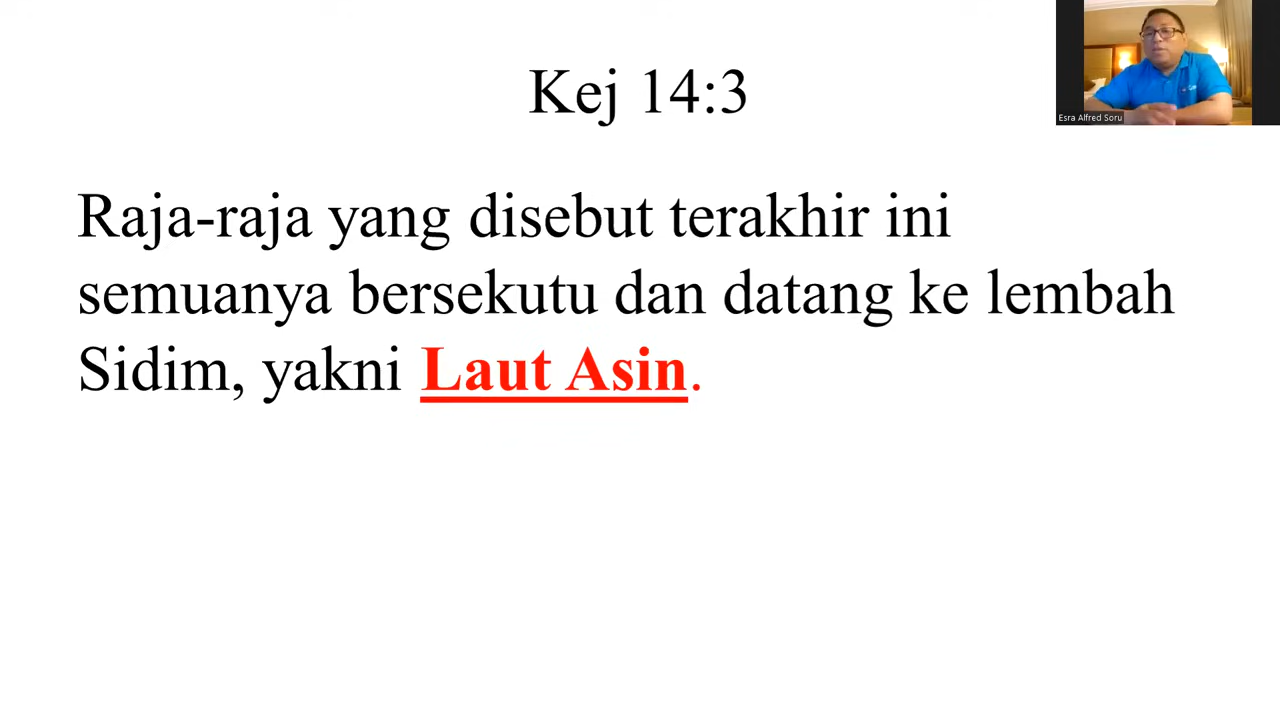 Kej 14:3
Raja-raja yang disebut terakhir ini
semuanya bersekutu dan datang ke lembah
Sidim, yakni Laut Asin.
Esra Alfred Soru